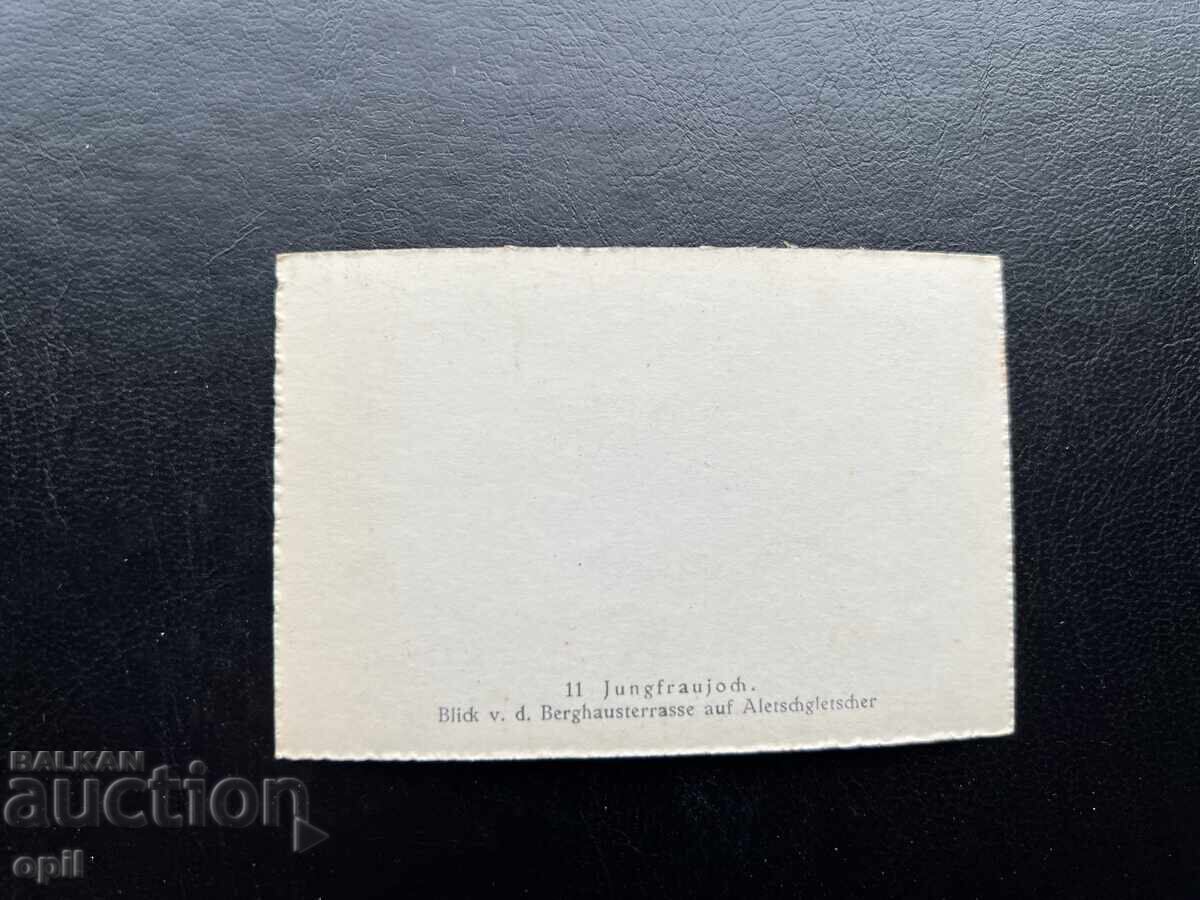 11 Jungfraujoch.
Blick v. d. Berghausterrasse auf Aletschgletscher
BALKAN
auction
opil